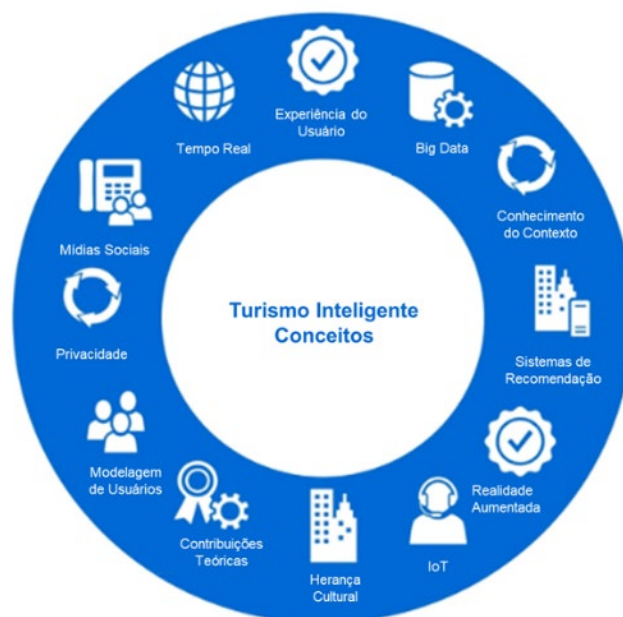 Experiência do
Usuário
Big Data
Conhecimento
do Contexto
Sistemas de
Recomendação
Realidade
Aumentada
IoT
Herança
Cultural
Contribuições
Teóricas
Modelagem
de Usuários
Privacidade
Mídias Sociais
Tempo Real
Turismo Inteligente
Conceitos